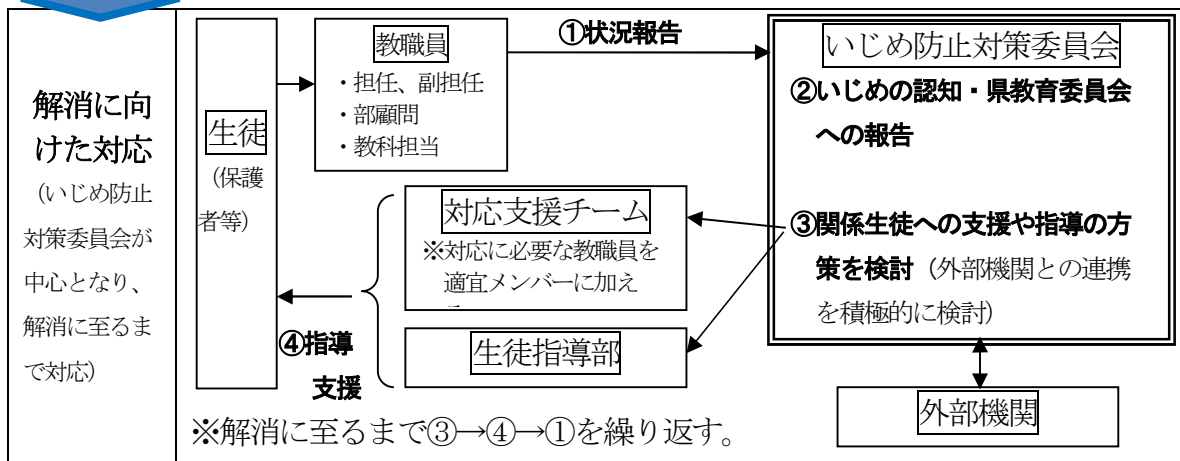 解消に向
けた対応
(いじめ防止
対策委員会が
中心となり、
解消に至るま
で対応)
生徒
(保護
者等)
教職員
・担任、副担任
・部顧問
・教科担当
①状況報告
いじめ防止対策委員会
②いじめの認知・県教育委員会
への報告
③関係生徒への支援や指導の方
策を検討(外部機関との連携
を積極的に検討)
対応支援チーム
※対応に必要な教職員を
適宜メンバーに加え
生徒指導部
④指導
支援
外部機関
※解消に至るまで③→④→①を繰り返す。